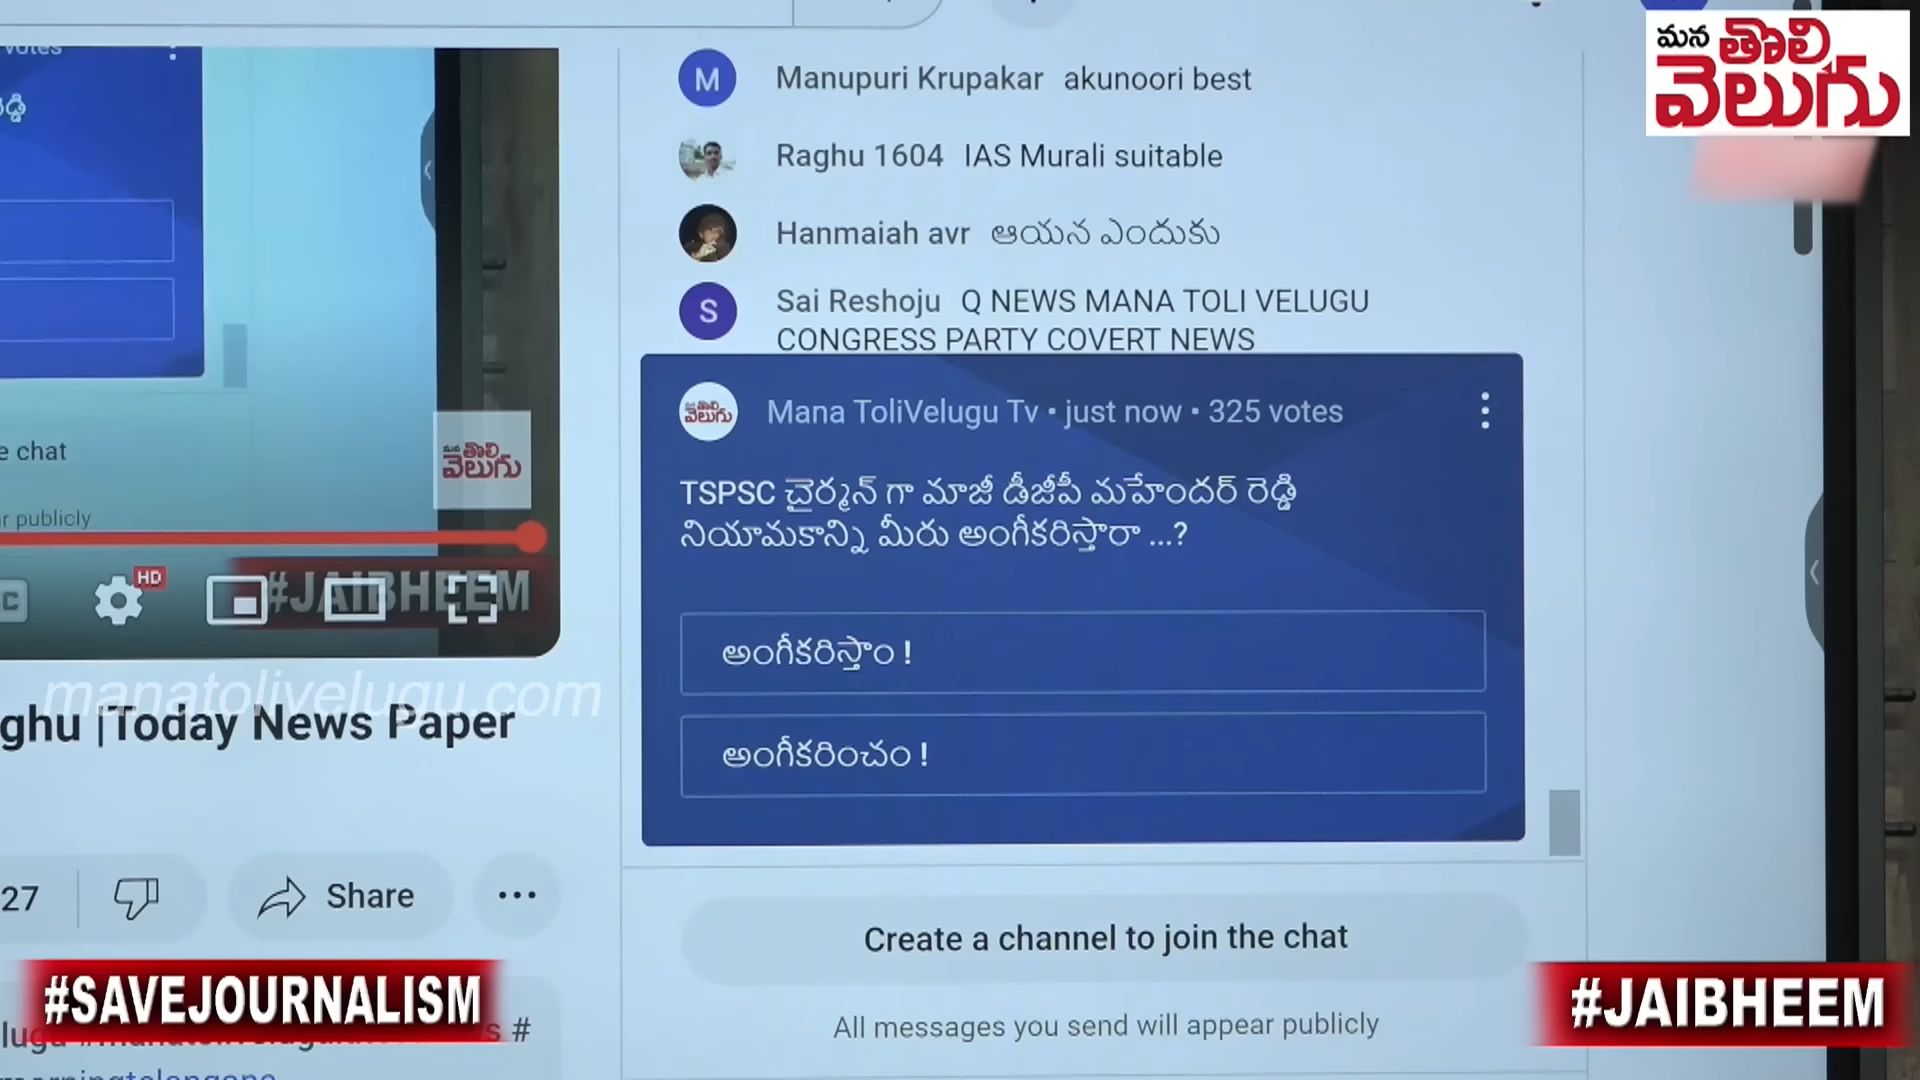 votes
మన తొలి
వెలుగు
M Manupuri Krupakar akunoori best
Raghu 1604 IAS Murali suitable
Hanmaiah avr ఆయన ఎందుకు
S Sai Reshoju Q NEWS MANA TOLI VELUGU
CONGRESS PARTY COVERT NEWS
మన తొలి
వెలుగు
Mana ToliVelugu Tv • just now • 325 votes
TSPSC చైర్మన్ గా మాజీ డీజీపీ మహేందర్ రెడ్డి
నియామకాన్ని మీరు అంగీకరిస్తారా ...?
అంగీకరిస్తాం !
అంగీకరించం !
e chat
మన తొలి
వెలుగు
r publicly
HD
#JAIBHEEM
manatolivelugu.com
ghu |Today News Paper
27 Share
Create a channel to join the chat
All messages you send will appear publicly
#SAVEJOURNALISM
#JAIBHEEM